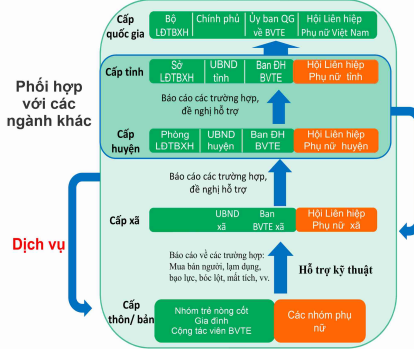 Cấp
quốc gia
Bộ
LĐTBXH
Chính phủ
Ủy ban QG
về BVTE
Hội Liên hiệp
Phụ nữ Việt Nam
Cấp tỉnh
Sở
LĐTBXH
UBND
tỉnh
Ban ĐH
BVTE
Hội Liên hiệp
Phụ nữ tỉnh
Phối hợp
với các
ngành khác
Báo cáo các trường hợp,
đề nghị hỗ trợ
Cấp
huyện
Phòng
LĐTBXH
UBND
huyện
Ban ĐH
BVTE
Hội Liên hiệp
Phụ nữ huyện
Báo cáo các trường hợp,
đề nghị hỗ trợ
Cấp xã
UBND
xã
Ban
BVTE xã
Hội Liên hiệp
Phụ nữ xã
Dịch vụ
Báo cáo về các trường hợp:
Mua bán người, lạm dụng,
bạo lực, bóc lột, mất tích, vv.
Hỗ trợ kỹ thuật
Cấp
thôn/ bản
Nhóm trẻ nòng cốt
Gia đình
Cộng tác viên BVTE
Các nhóm phụ
nữ